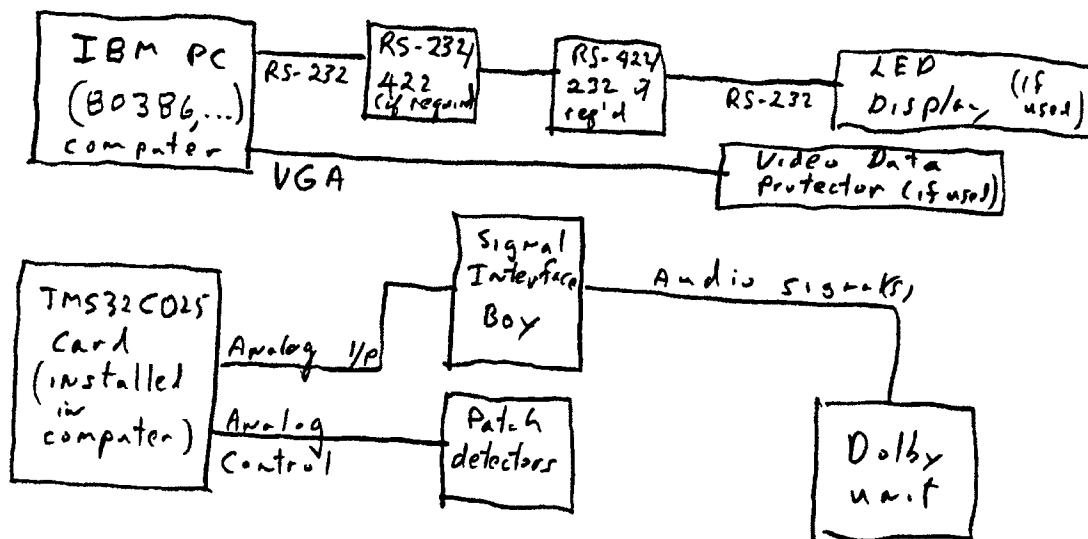 IBM PC
(80386,...)
computer
RS-232
RS-232/
422
(if required
RS-422/
232 if
req'd
RS-232
LED (if
Display, used)
VGA
Video Data
Protector (if used)
TMS32C025
Card
(installed
in
computer)
Analog I/P
Signal
Interface
Box
Audio signal(s)
Analog
Control
Patch
detectors
Dolby
unit